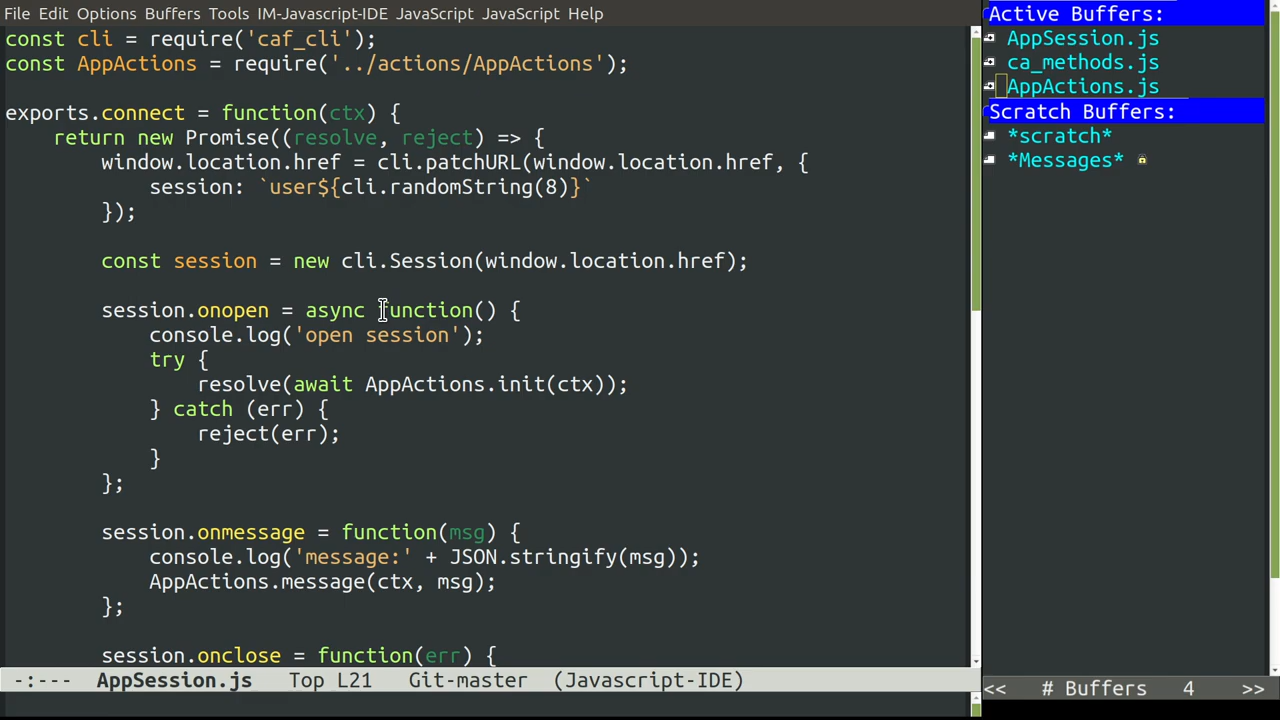 File Edit Options Buffers Tools IM-Javascript-IDE JavaScript JavaScript Help
const cli = require('caf_cli');
const AppActions = require('../actions/AppActions');
exports.connect = function(ctx) {
    return new Promise((resolve, reject) => {
        window.location.href = cli.patchURL(window.location.href, {
            session: `user${cli.randomString(8)}`
        });
        const session = new cli.Session(window.location.href);
        session.onopen = async function() {
            console.log('open session');
            try {
                resolve(await AppActions.init(ctx));
            } catch (err) {
                reject(err);
            }
        };
        session.onmessage = function(msg) {
            console.log('message:' + JSON.stringify(msg));
            AppActions.message(ctx, msg);
        };
        session.onclose = function(err) {
-:---  AppSession.js   Top L21   Git-master  (Javascript-IDE)
Active Buffers:
AppSession.js
ca_methods.js
AppActions.js
Scratch Buffers:
*scratch*
*Messages*
<<   # Buffers   4    >>